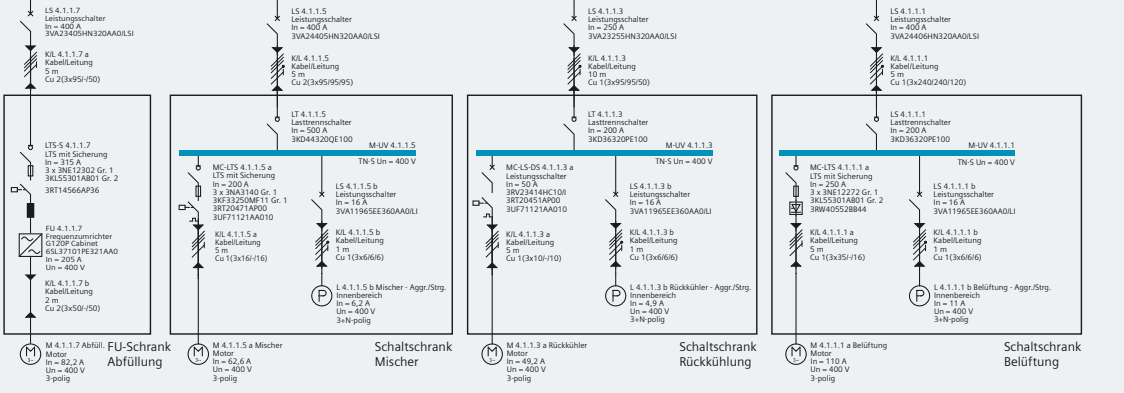 LS 4.1.1.7
Leistungsschalter
In = 400 A
3VA23405HN320AA0/LSI
K/L 4.1.1.7 a
Kabel/Leitung
5 m
Cu 2(3x95/-/50)
LTS-S 4.1.1.7
LTS mit Sicherung
In = 315 A
3 x 3NE12302 Gr. 1
3KL55301AB01 Gr. 2
3RT14566AP36
FU 4.1.1.7
Frequenzumrichter
G120P Cabinet
6SL37101PE321AA0
In = 205 A
Un = 400 V
K/L 4.1.1.7 b
Kabel/Leitung
2 m
Cu 2(3x50/-/50)
M 4.1.1.7 Abfüll.
Motor
In = 82,2 A
Un = 400 V
3-polig
M
3~
FU-Schrank
Abfüllung
LS 4.1.1.5
Leistungsschalter
In = 400 A
3VA24405HN320AA0/LSI
K/L 4.1.1.5
Kabel/Leitung
5 m
Cu 2(3x95/95/95)
LT 4.1.1.5
Lasttrennschalter
In = 500 A
3KD44320QE100
M-UV 4.1.1.5
TN-S Un = 400 V
MC-LTS 4.1.1.5 a
LTS mit Sicherung
In = 200 A
3 x 3NA3140 Gr. 1
3KF33250MF11 Gr. 1
3RT20471AP00
3UF71121AA010
K/L 4.1.1.5 a
Kabel/Leitung
5 m
Cu 1(3x16/-/16)
LS 4.1.1.5 b
Leistungsschalter
In = 16 A
3VA11965EE360AA0/LI
K/L 4.1.1.5 b
Kabel/Leitung
1 m
Cu 1(3x6/6/6)
P
L 4.1.1.5 b Mischer - Aggr./Strg.
Innenbereich
In = 6,2 A
Un = 400 V
3+N-polig
M
3~
M 4.1.1.5 a Mischer
Motor
In = 62,6 A
Un = 400 V
3-polig
Schaltschrank
Mischer
LS 4.1.1.3
Leistungsschalter
In = 250 A
3VA23255HN320AA0/LSI
K/L 4.1.1.3
Kabel/Leitung
10 m
Cu 1(3x95/95/50)
LT 4.1.1.3
Lasttrennschalter
In = 200 A
3KD36320PE100
M-UV 4.1.1.3
TN-S Un = 400 V
MC-LS-DS 4.1.1.3 a
Leistungsschalter
In = 50 A
3RV23414HC10/I
3RT20451AP00
3UF71121AA010
K/L 4.1.1.3 a
Kabel/Leitung
5 m
Cu 1(3x10/-/10)
LS 4.1.1.3 b
Leistungsschalter
In = 16 A
3VA11965EE360AA0/LI
K/L 4.1.1.3 b
Kabel/Leitung
1 m
Cu 1(3x6/6/6)
P
L 4.1.1.3 b Rückkühler - Aggr./Strg.
Innenbereich
In = 4,9 A
Un = 400 V
3+N-polig
M
3~
M 4.1.1.3 a Rückkühler
Motor
In = 49,2 A
Un = 400 V
3-polig
Schaltschrank
Rückkühlung
LS 4.1.1.1
Leistungsschalter
In = 400 A
3VA24406HN320AA0/LSI
K/L 4.1.1.1
Kabel/Leitung
5 m
Cu 1(3x240/240/120)
LS 4.1.1.1
Lasttrennschalter
In = 200 A
3KD36320PE100
M-UV 4.1.1.1
TN-S Un = 400 V
MC-LTS 4.1.1.1 a
LTS mit Sicherung
In = 250 A
3 x 3NE12272 Gr. 1
3KL55301AB01 Gr. 2
3RW40552BB44
K/L 4.1.1.1 a
Kabel/Leitung
5 m
Cu 1(3x35/-/16)
LS 4.1.1.1 b
Leistungsschalter
In = 16 A
3VA11965EE360AA0/LI
K/L 4.1.1.1 b
Kabel/Leitung
1 m
Cu 1(3x6/6/6)
P
L 4.1.1.1 b Belüftung - Aggr./Strg.
Innenbereich
In = 11 A
Un = 400 V
3+N-polig
M
3~
M 4.1.1.1 a Belüftung
Motor
In = 110 A
Un = 400 V
3-polig
Schaltschrank
Belüftung